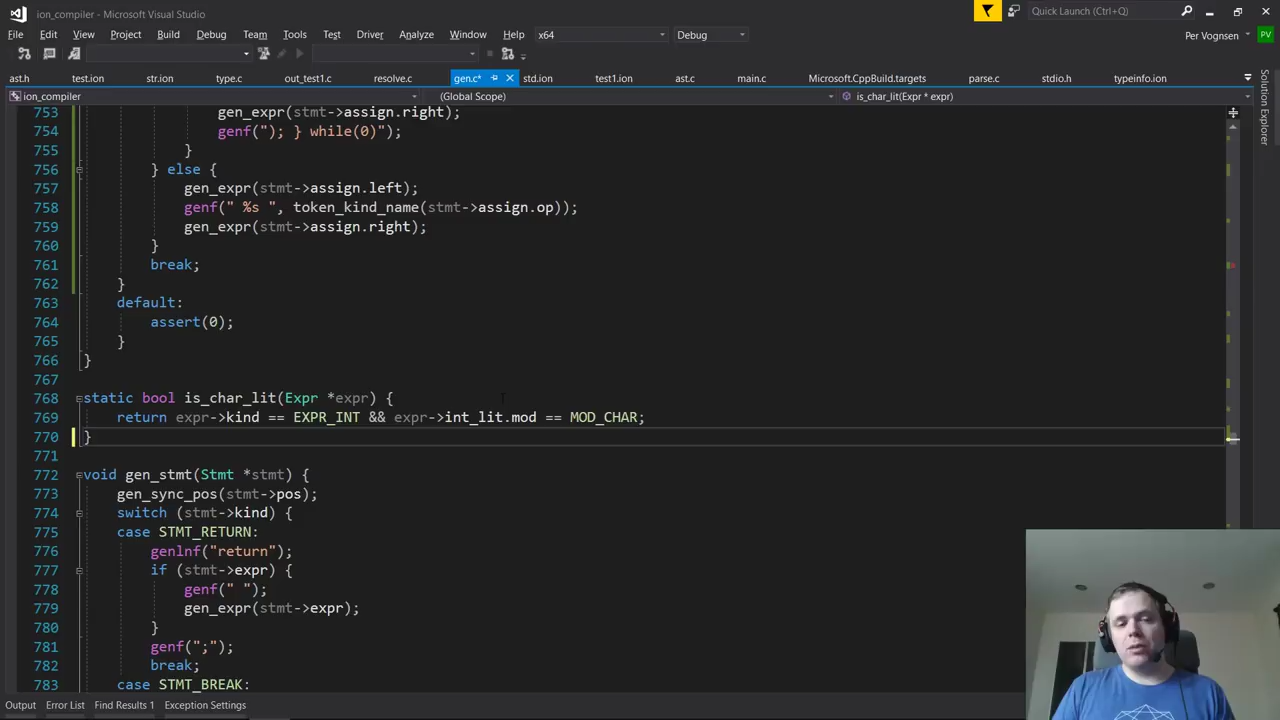 ion_compiler - Microsoft Visual Studio
Quick Launch (Ctrl+Q)
File Edit View Project Build Debug Team Tools Test Driver Analyze Window Help x64 Debug Per Vognsen PV
ast.h test.ion str.ion type.c out_test1.c resolve.c gen.c* std.ion test1.ion ast.c main.c Microsoft.CppBuild.targets parse.c stdio.h typeinfo.ion
ion_compiler (Global Scope) is_char_lit(Expr * expr)
Solution Explorer
753 gen_expr(stmt->assign.right);
754 genf("); } while(0)");
755 }
756 } else {
757 gen_expr(stmt->assign.left);
758 genf(" %s ", token_kind_name(stmt->assign.op));
759 gen_expr(stmt->assign.right);
760 }
761 break;
762 }
763 default:
764 assert(0);
765 }
766 }
767
768 static bool is_char_lit(Expr *expr) {
769 return expr->kind == EXPR_INT && expr->int_lit.mod == MOD_CHAR;
770 }
771
772 void gen_stmt(Stmt *stmt) {
773 gen_sync_pos(stmt->pos);
774 switch (stmt->kind) {
775 case STMT_RETURN:
776 genlnf("return");
777 if (stmt->expr) {
778 genf(" ");
779 gen_expr(stmt->expr);
780 }
781 genf(";");
782 break;
783 case STMT_BREAK:
Output Error List Find Results 1 Exception Settings